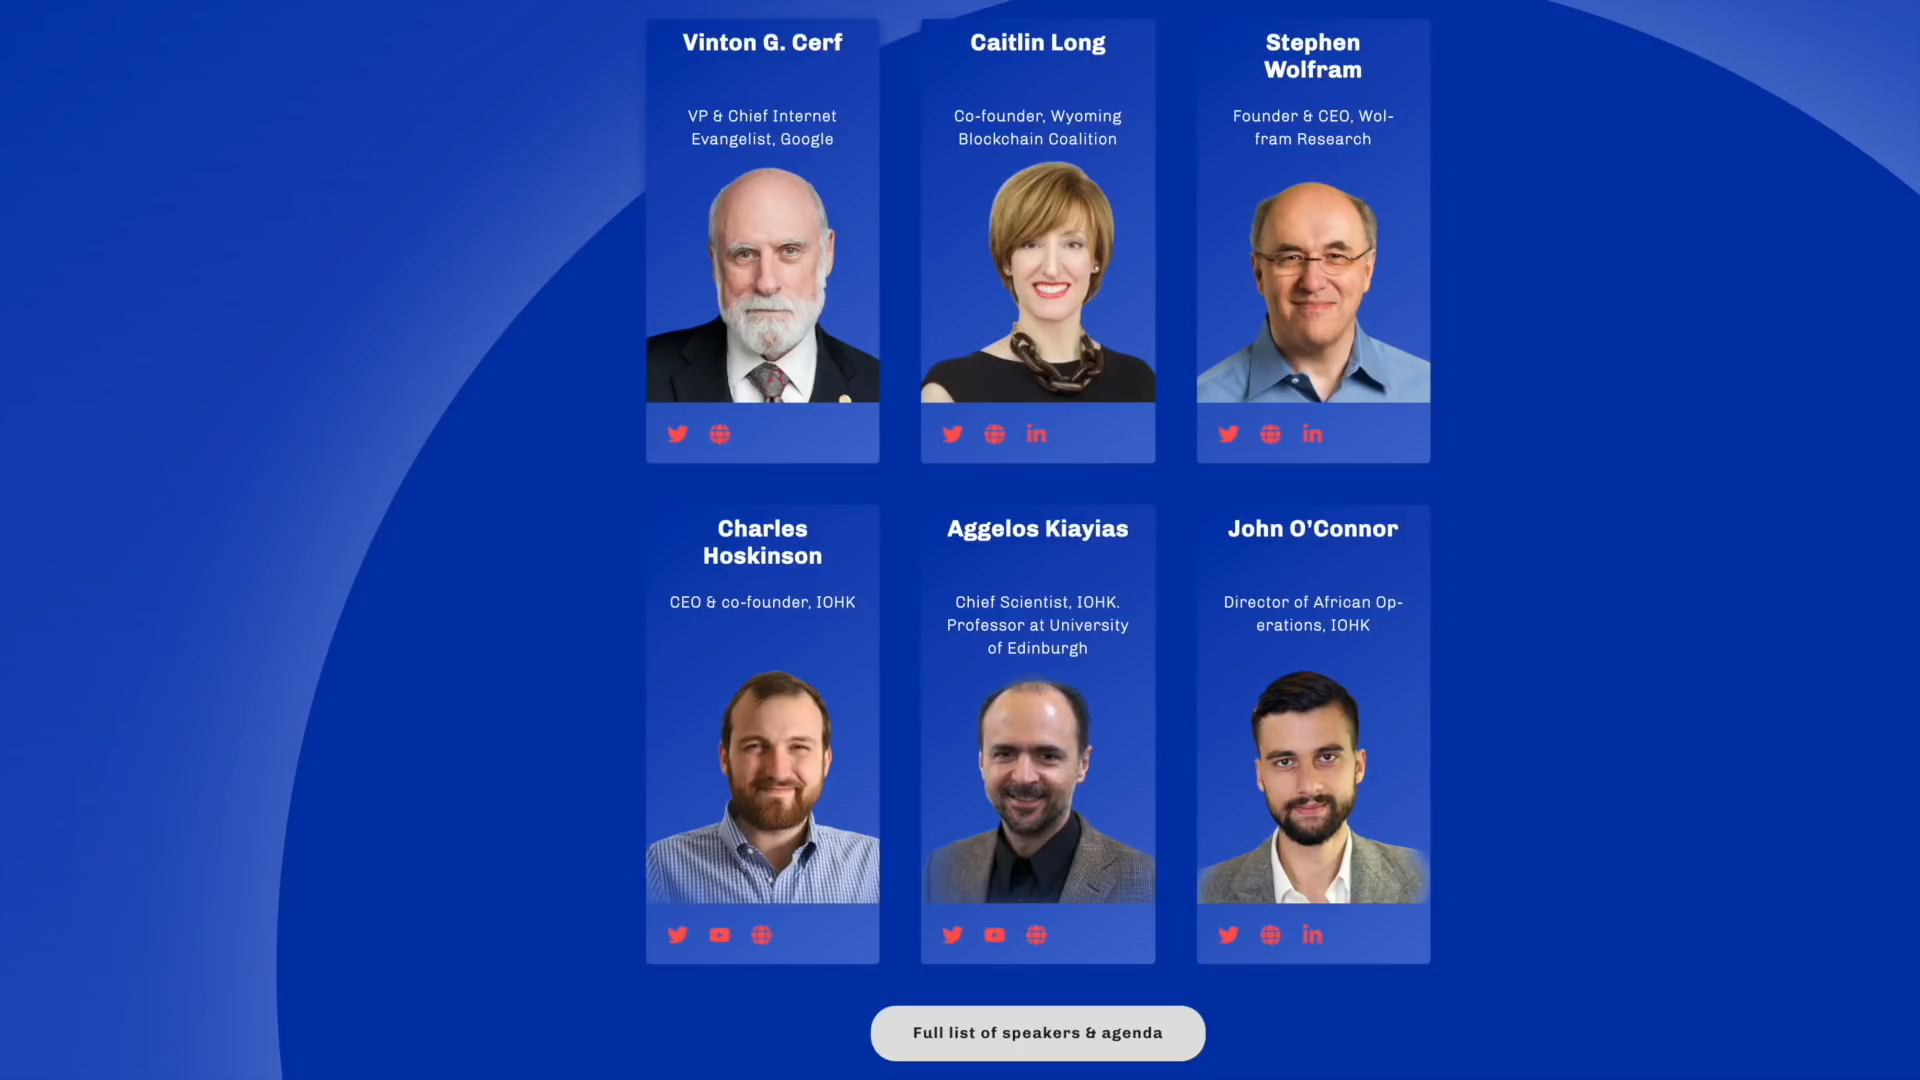 Vinton G. Cerf
VP & Chief Internet
Evangelist, Google
Caitlin Long
Co-founder, Wyoming
Blockchain Coalition
Stephen
Wolfram
Founder & CEO, Wol-
fram Research
Charles
Hoskinson
CEO & co-founder, IOHK
Aggelos Kiayias
Chief Scientist, IOHK.
Professor at University
of Edinburgh
John O’Connor
Director of African Op-
erations, IOHK
Full list of speakers & agenda